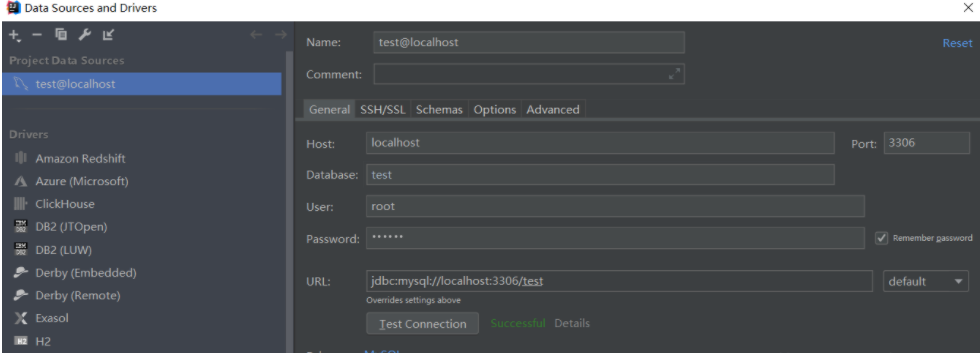 Data Sources and Drivers
Project Data Sources
test@localhost
Drivers
Amazon Redshift
Azure (Microsoft)
ClickHouse
DB2 (JTOpen)
DB2 (LUW)
Derby (Embedded)
Derby (Remote)
Exasol
H2
Name: test@localhost
Reset
Comment:
General SSH/SSL Schemas Options Advanced
Host: localhost Port: 3306
Database: test
User: root
Password: •••••• Remember password
URL: jdbc:mysql://localhost:3306/test default
Overrides settings above
Test Connection Successful Details